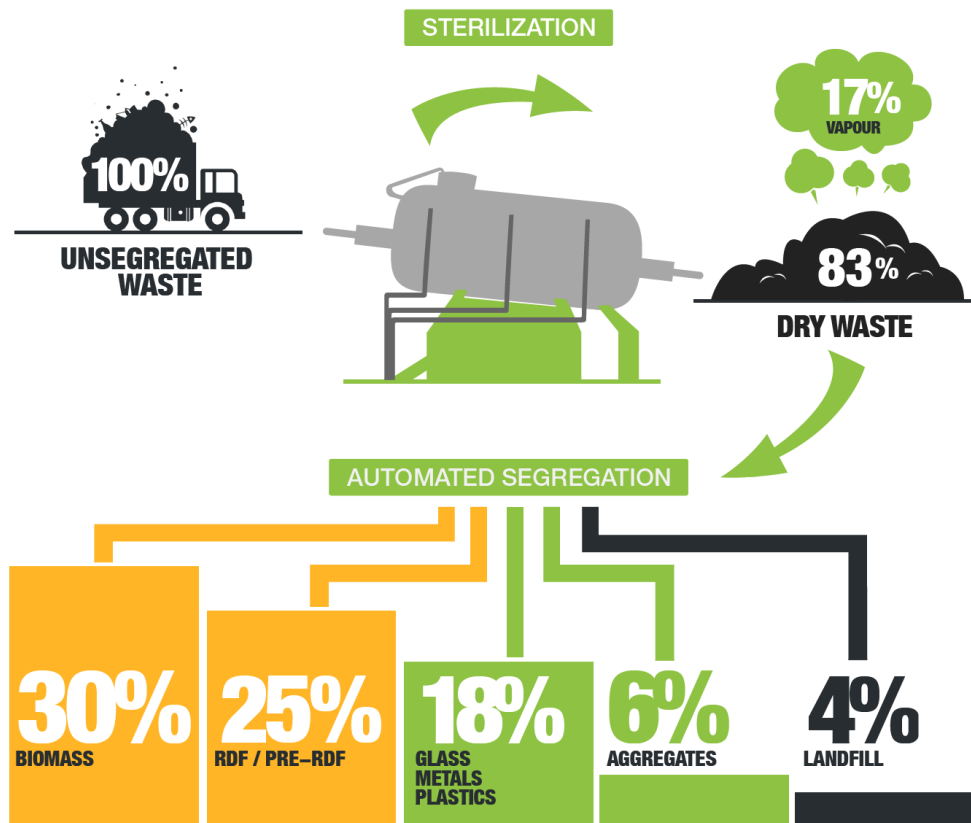 STERILIZATION
100%
UNSEGREGATED
WASTE
17%
VAPOUR
83%
DRY WASTE
AUTOMATED SEGREGATION
30%
BIOMASS
25%
RDF / PRE–RDF
18%
GLASS
METALS
PLASTICS
6%
AGGREGATES
4%
LANDFILL